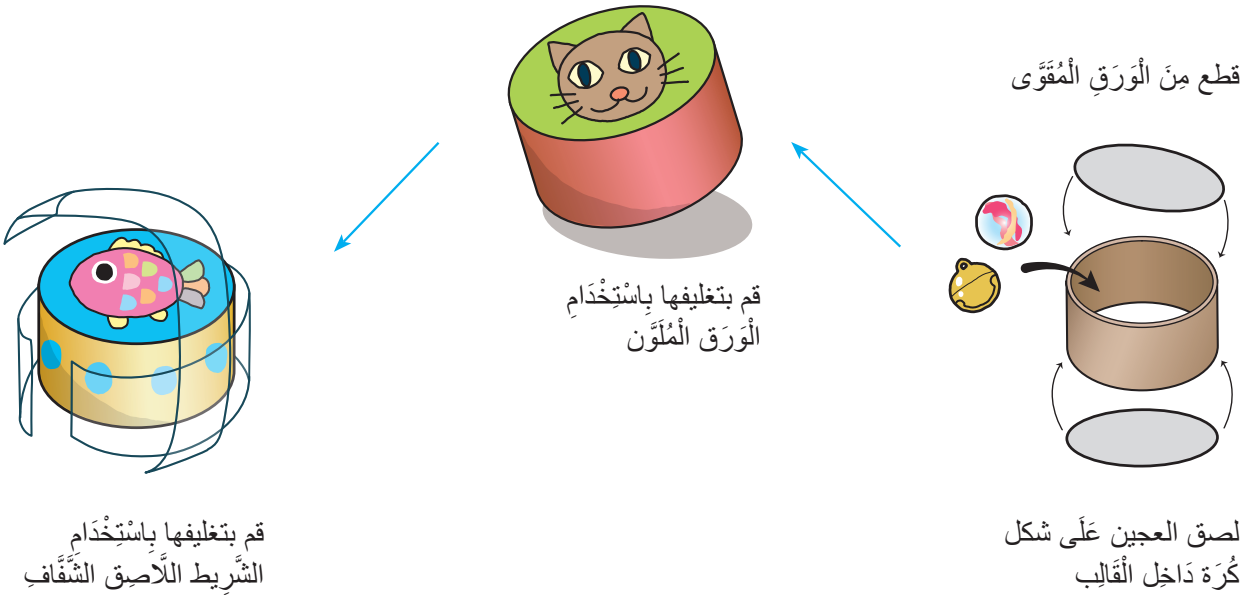 قطع مِنَ الْوَرَقِ الْمُقَوَّى
لصق العجين عَلَى شكل
كُرَة دَاخِل الْقَالِب
قم بتغليفها بِاسْتِخْدَامِ
الْوَرَق الْمُلَوَّن
قم بتغليفها بِاسْتِخْدَامِ
الشَّرِيط اللَّاصِق الشَّفَّافِ